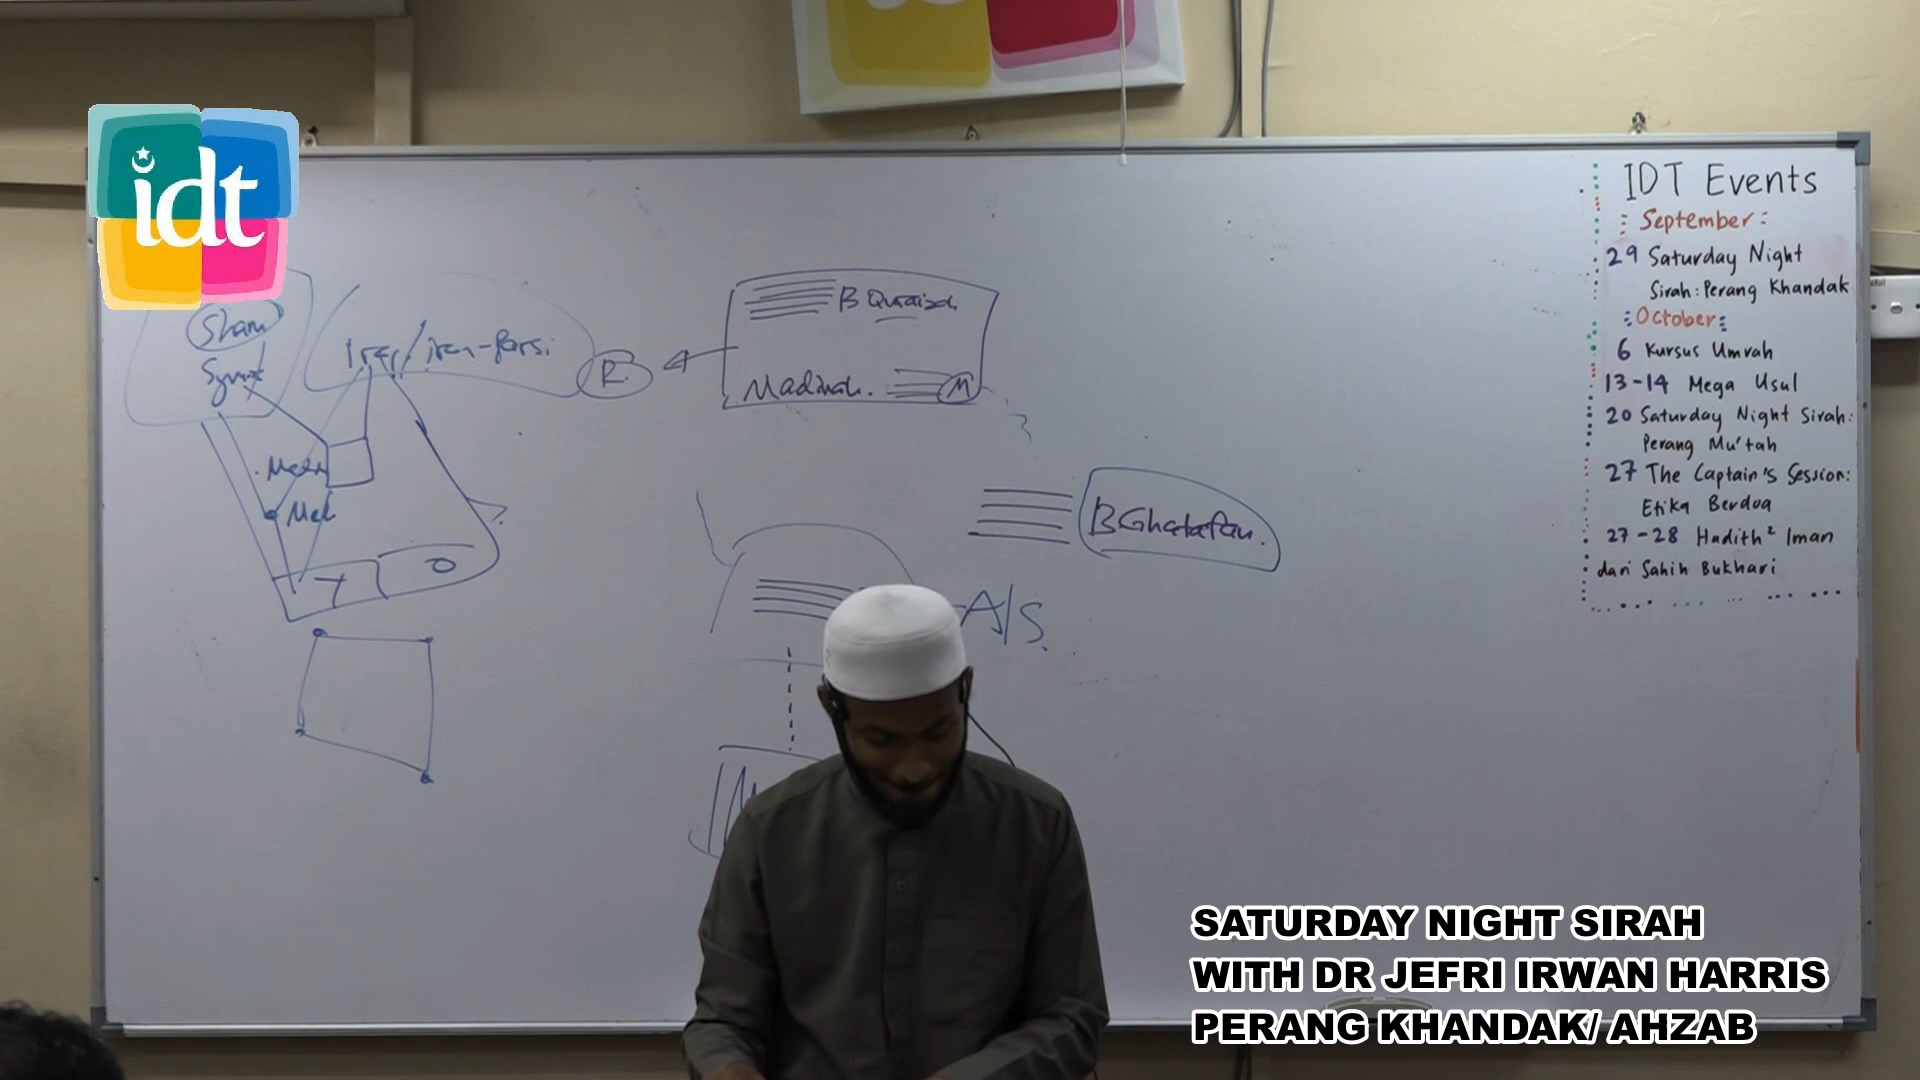 idt
Sham
Iraq/iran-parsi
R
B Quraizah
Madinah.
M
Mel
Y
O
B Ghatafan.
A/S.
IDT Events
September:
29 Saturday Night
Sirah: Perang Khandak
October:
6 Kursus Umrah
13-14 Mega Usul
20 Saturday Night Sirah:
Perang Mu'tah
27 The Captain's Session:
Etika Berdoa
27-28 Hadith² Iman
dari Sahih Bukhari
SATURDAY NIGHT SIRAH
WITH DR JEFRI IRWAN HARRIS
PERANG KHANDAK/ AHZAB